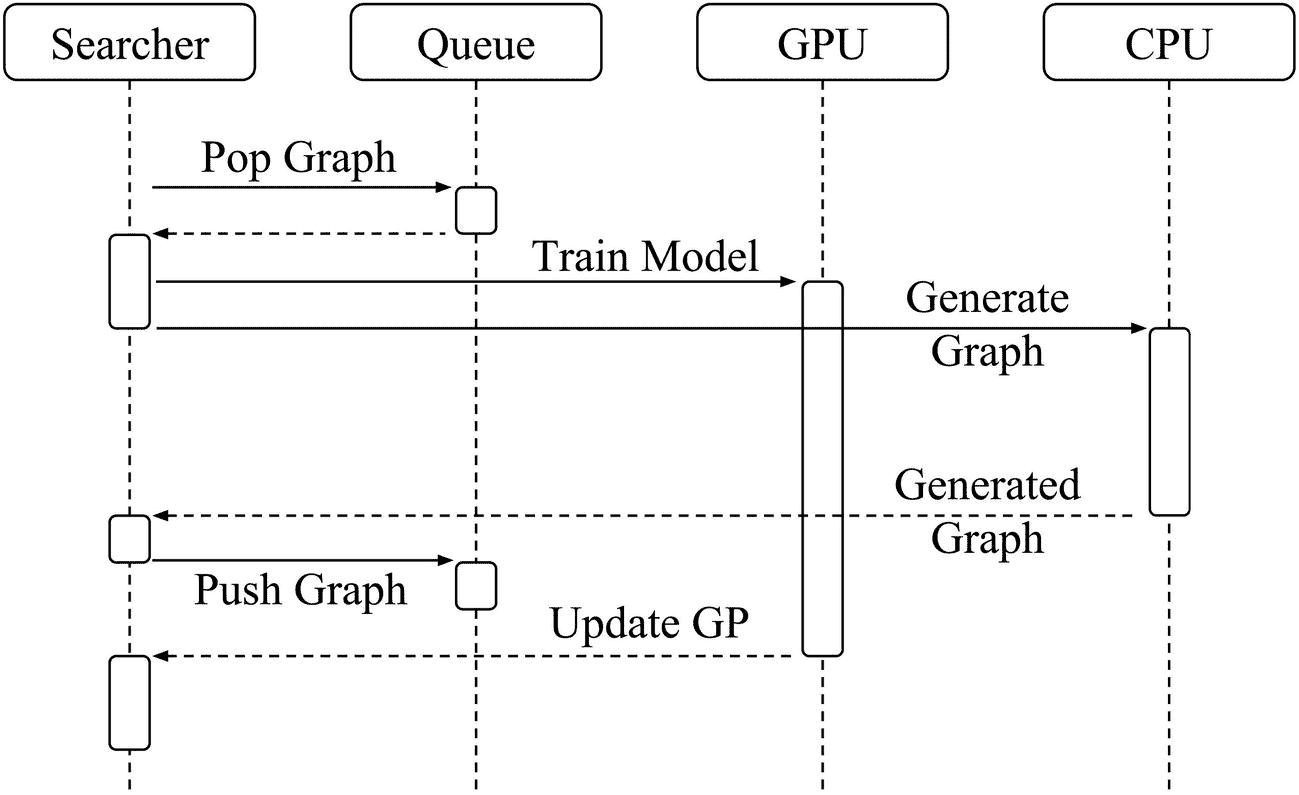 Searcher
Queue
GPU
CPU
Pop Graph
Train Model
Generate
Graph
Generated
Graph
Push Graph
Update GP